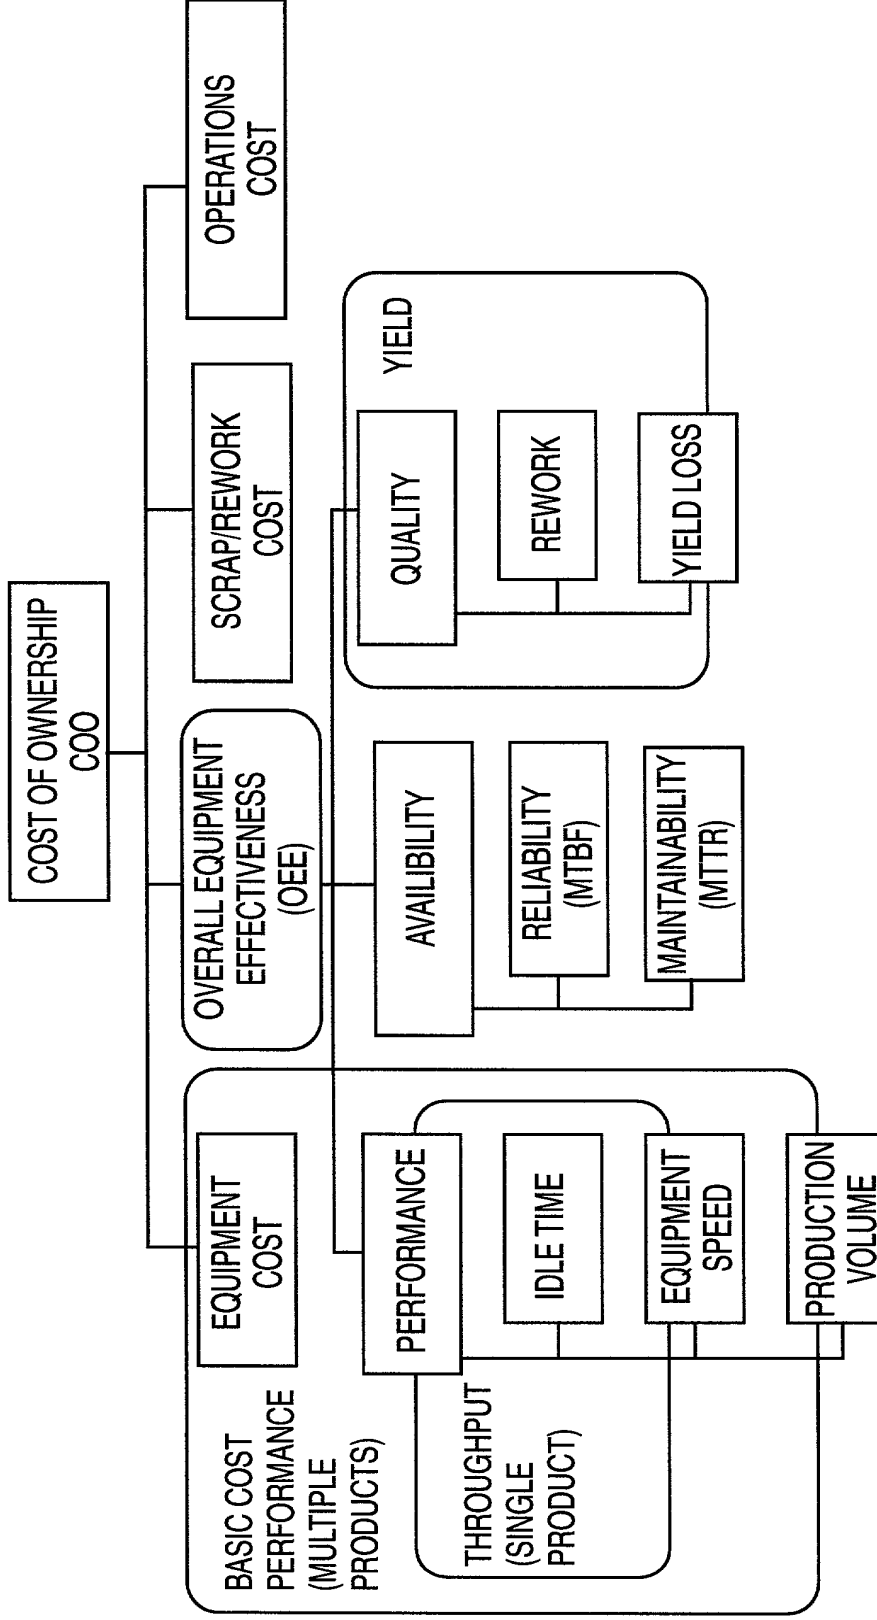 COST OF OWNERSHIP
COO
EQUIPMENT
COST
OVERALL EQUIPMENT
EFFECTIVENESS
(OEE)
SCRAP/REWORK
COST
OPERATIONS
COST
BASIC COST
PERFORMANCE
(MULTIPLE
PRODUCTS)
PERFORMANCE
AVAILIBILITY
QUALITY
YIELD
THROUGHPUT
(SINGLE
PRODUCT)
IDLE TIME
RELIABILITY
(MTBF)
REWORK
EQUIPMENT
SPEED
MAINTAINABILITY
(MTTR)
YIELD LOSS
PRODUCTION
VOLUME